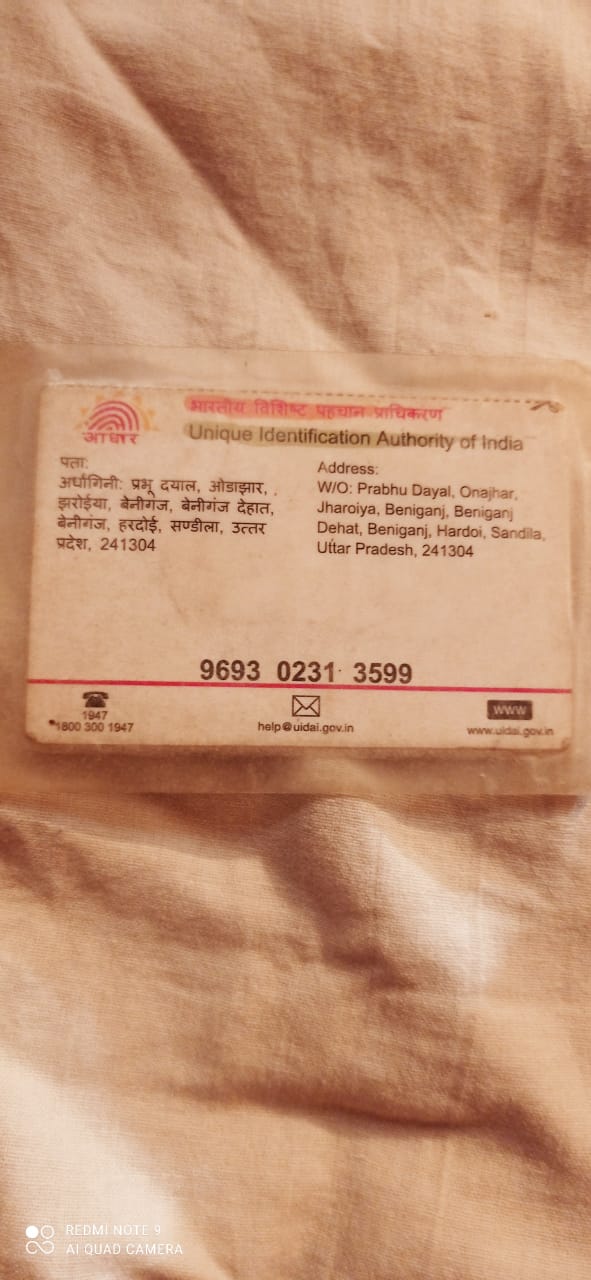 भारतीय विशिष्ट पहचान प्राधिकरण
आधार
Unique Identification Authority of India
पता:
अर्धांगिनी: प्रभू दयाल, ओडाझार, ,
झरोईया, बेनीगंज, बेनीगंज देहात,
बेनीगंज, हरदोई, सण्डीला, उत्तर
प्रदेश, 241304
Address:
W/O: Prabhu Dayal, Onajhar,
Jharoiya, Beniganj, Beniganj
Dehat, Beniganj, Hardoi, Sandila,
Uttar Pradesh, 241304
9693 0231 3599
1947
1800 300 1947
help@uidai.gov.in
www
www.uidai.gov.in
REDMI NOTE 9
AI QUAD CAMERA